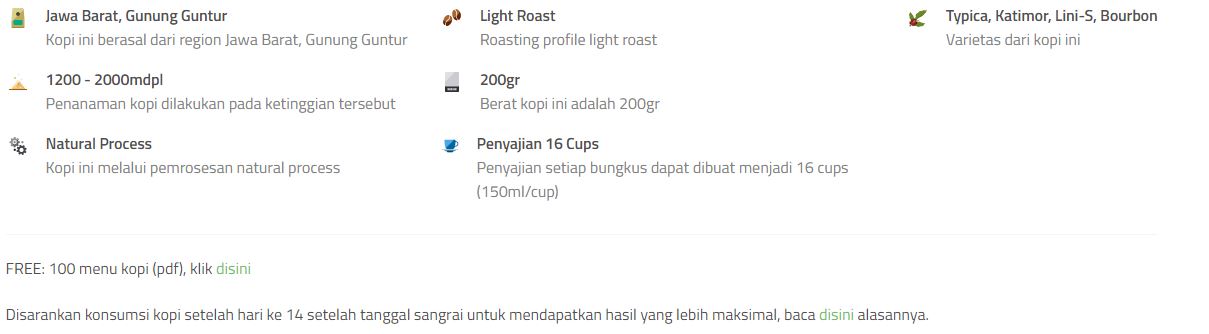 Jawa Barat, Gunung Guntur
Kopi ini berasal dari region Jawa Barat, Gunung Guntur
Light Roast
Roasting profile light roast
Typica, Katimor, Lini-S, Bourbon
Varietas dari kopi ini
1200 - 2000mdpl
Penanaman kopi dilakukan pada ketinggian tersebut
200gr
Berat kopi ini adalah 200gr
Natural Process
Kopi ini melalui pemrosesan natural process
Penyajian 16 Cups
Penyajian setiap bungkus dapat dibuat menjadi 16 cups
(150ml/cup)
FREE: 100 menu kopi (pdf), klik disini
Disarankan konsumsi kopi setelah hari ke 14 setelah tanggal sangrai untuk mendapatkan hasil yang lebih maksimal, baca disini alasannya.